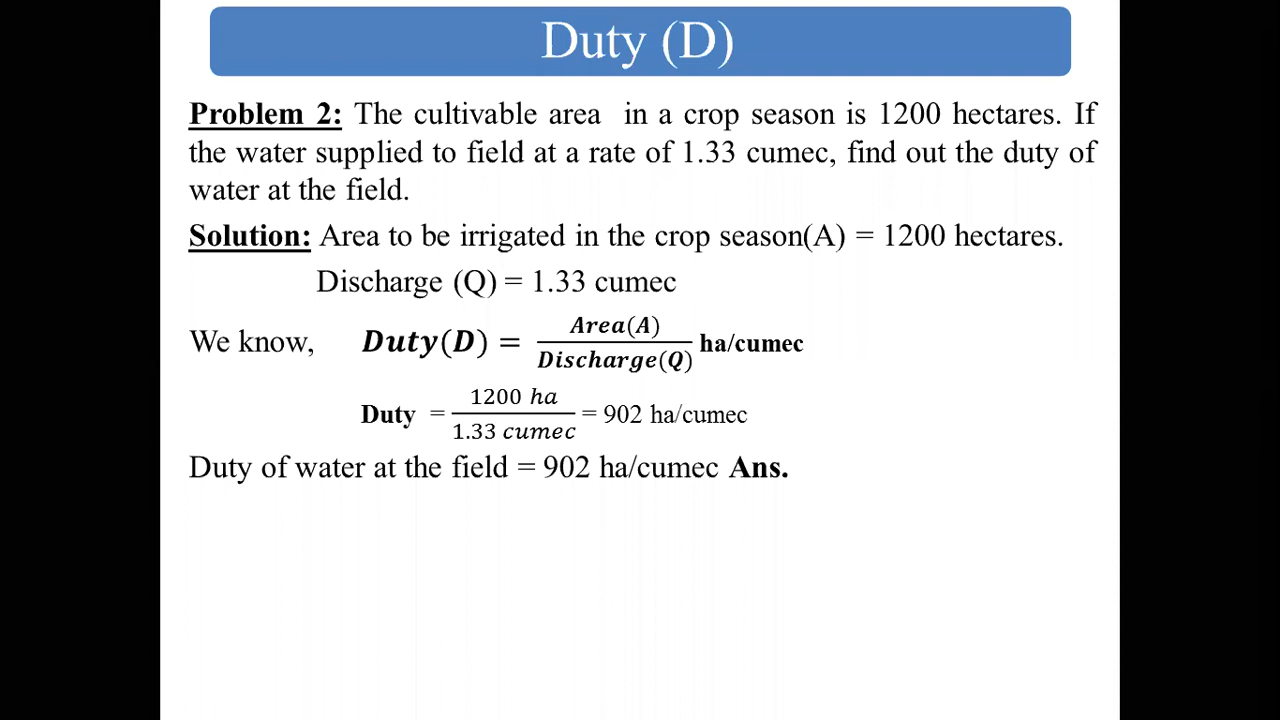 Duty (D)
Problem 2: The cultivable area in a crop season is 1200 hectares. If
the water supplied to field at a rate of 1.33 cumec, find out the duty of
water at the field.
Solution: Area to be irrigated in the crop season(A) = 1200 hectares.
Discharge (Q) = 1.33 cumec
We know, Duty(D) = Area(A) / Discharge(Q) ha/cumec
Duty = 1200 ha / 1.33 cumec = 902 ha/cumec
Duty of water at the field = 902 ha/cumec Ans.